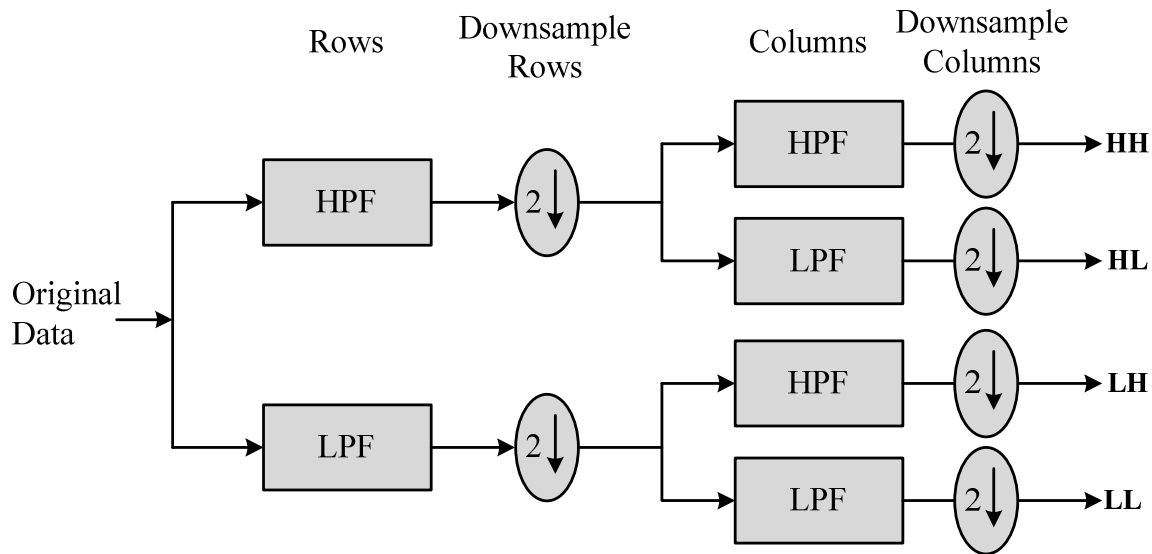 Rows
Downsample
Rows
Columns
Downsample
Columns
HPF
2
HH
HPF
2
LPF
2
HL
Original
Data
HPF
2
LH
LPF
2
LPF
2
LL